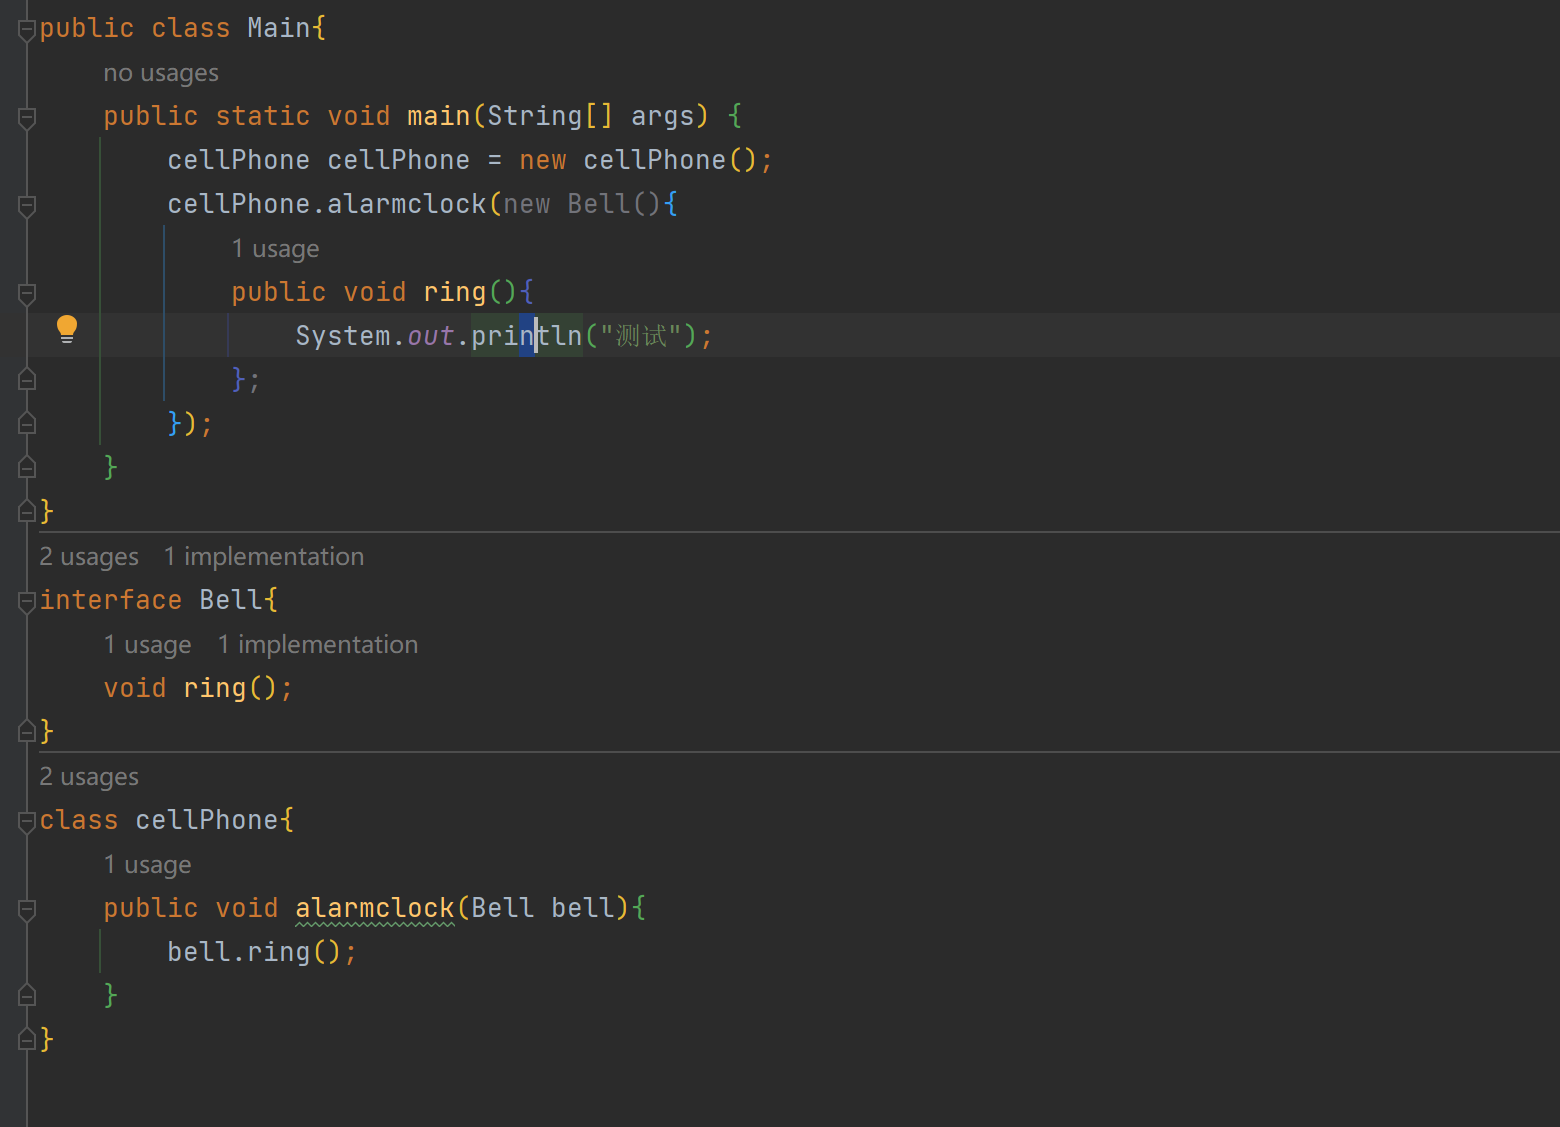 public class Main{
no usages
public static void main(String[] args) {
cellPhone cellPhone = new cellPhone();
cellPhone.alarmclock(new Bell(){
1 usage
public void ring(){
System.out.println("测试");
};
});
}
}
2 usages 1 implementation
interface Bell{
1 usage 1 implementation
void ring();
}
2 usages
class cellPhone{
1 usage
public void alarmclock(Bell bell){
bell.ring();
}
}